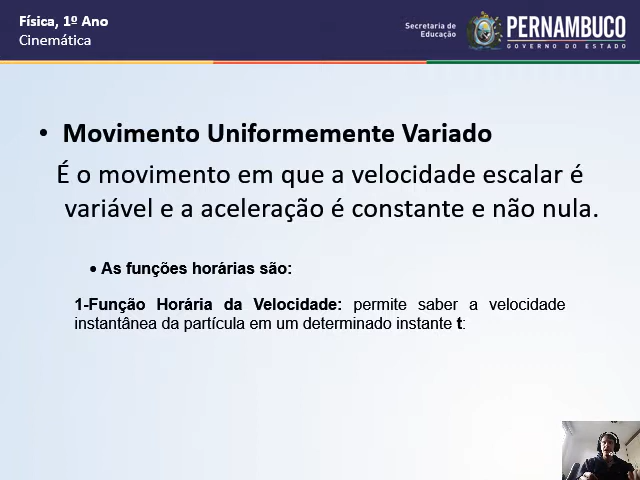 Física, 1º Ano
Cinemática
Secretaria de
Educação
PERNAMBUCO
GOVERNO DO ESTADO
• Movimento Uniformemente Variado
É o movimento em que a velocidade escalar é
variável e a aceleração é constante e não nula.
• As funções horárias são:
1-Função Horária da Velocidade: permite saber a velocidade
instantânea da partícula em um determinado instante t: